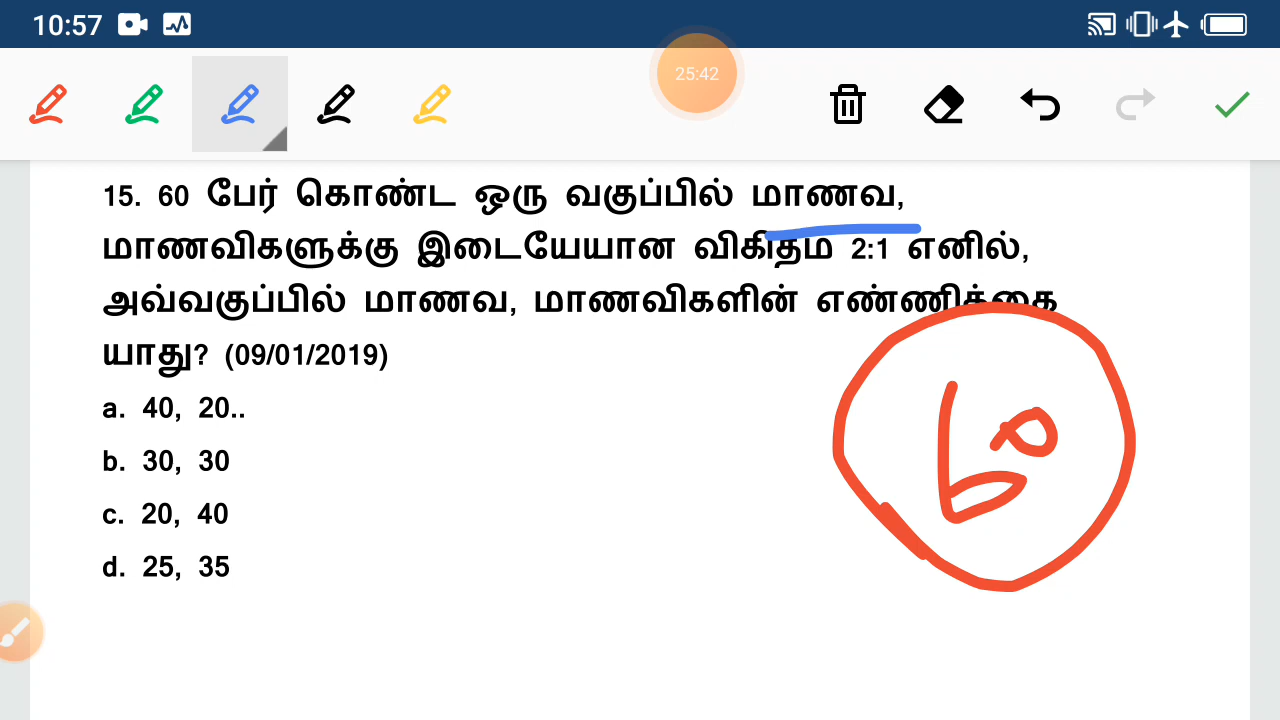 10:57
25:42
15. 60 பேர் கொண்ட ஒரு வகுப்பில் மாணவ,
மாணவிகளுக்கு இடையேயான விகிதம் 2:1 எனில்,
அவ்வகுப்பில் மாணவ, மாணவிகளின் எண்ணிக்கை
யாது? (09/01/2019)
a. 40, 20..
b. 30, 30
c. 20, 40
d. 25, 35
60